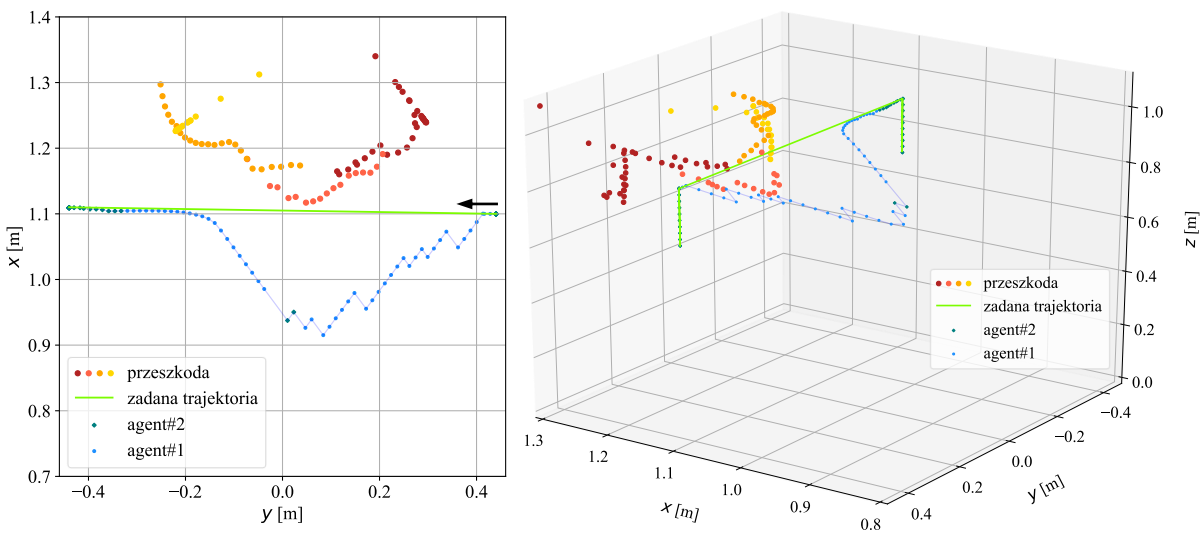 1.4
1.3
1.2
1.1
1.0
0.9
0.8
0.7
x [m]
−0.4
−0.2
0.0
0.2
0.4
y [m]
przeszkoda
zadana trajektoria
agent#2
agent#1
1.0
0.8
0.6
0.4
0.2
0.0
z [m]
przeszkoda
zadana trajektoria
agent#2
agent#1
1.3
1.2
1.1
1.0
0.9
0.8
x [m]
−0.4
−0.2
0.0
0.2
0.4
y [m]